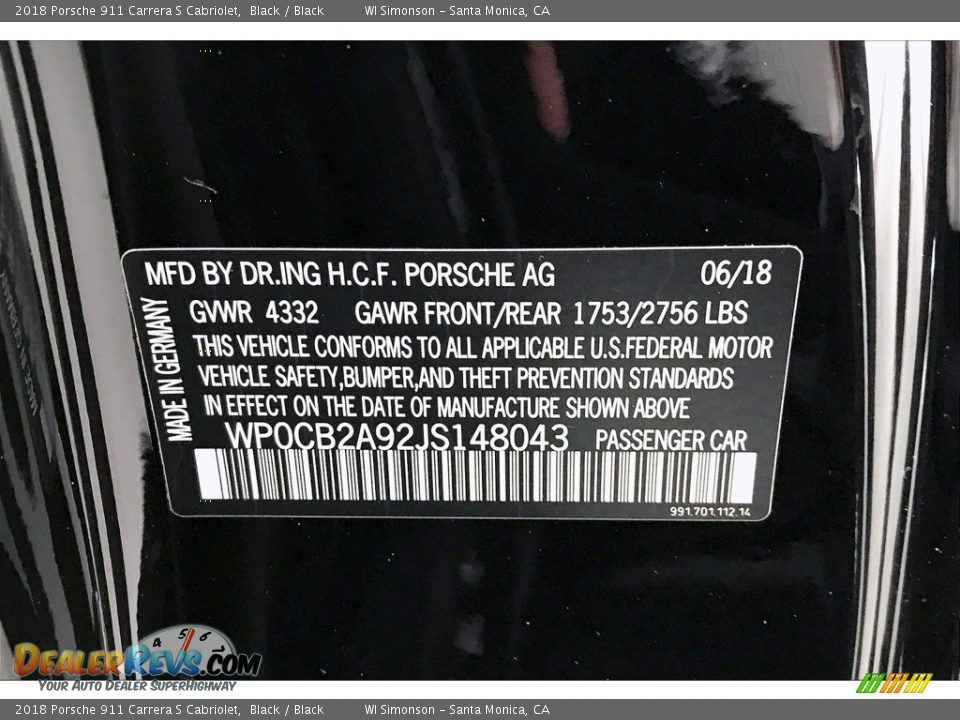 2018 Porsche 911 Carrera S Cabriolet, Black / Black WI Simonson - Santa Monica, CA
MFD BY DR.ING H.C.F. PORSCHE AG 06/18
GVWR 4332 GAWR FRONT/REAR 1753/2756 LBS
THIS VEHICLE CONFORMS TO ALL APPLICABLE U.S.FEDERAL MOTOR
VEHICLE SAFETY,BUMPER,AND THEFT PREVENTION STANDARDS
IN EFFECT ON THE DATE OF MANUFACTURE SHOWN ABOVE
MADE IN GERMANY
WP0CB2A92JS148043 PASSENGER CAR
991.701.112.14
4 5 6
DEALERREVS.COM
YOUR AUTO DEALER SUPERHIGHWAY
2018 Porsche 911 Carrera S Cabriolet, Black / Black WI Simonson - Santa Monica, CA